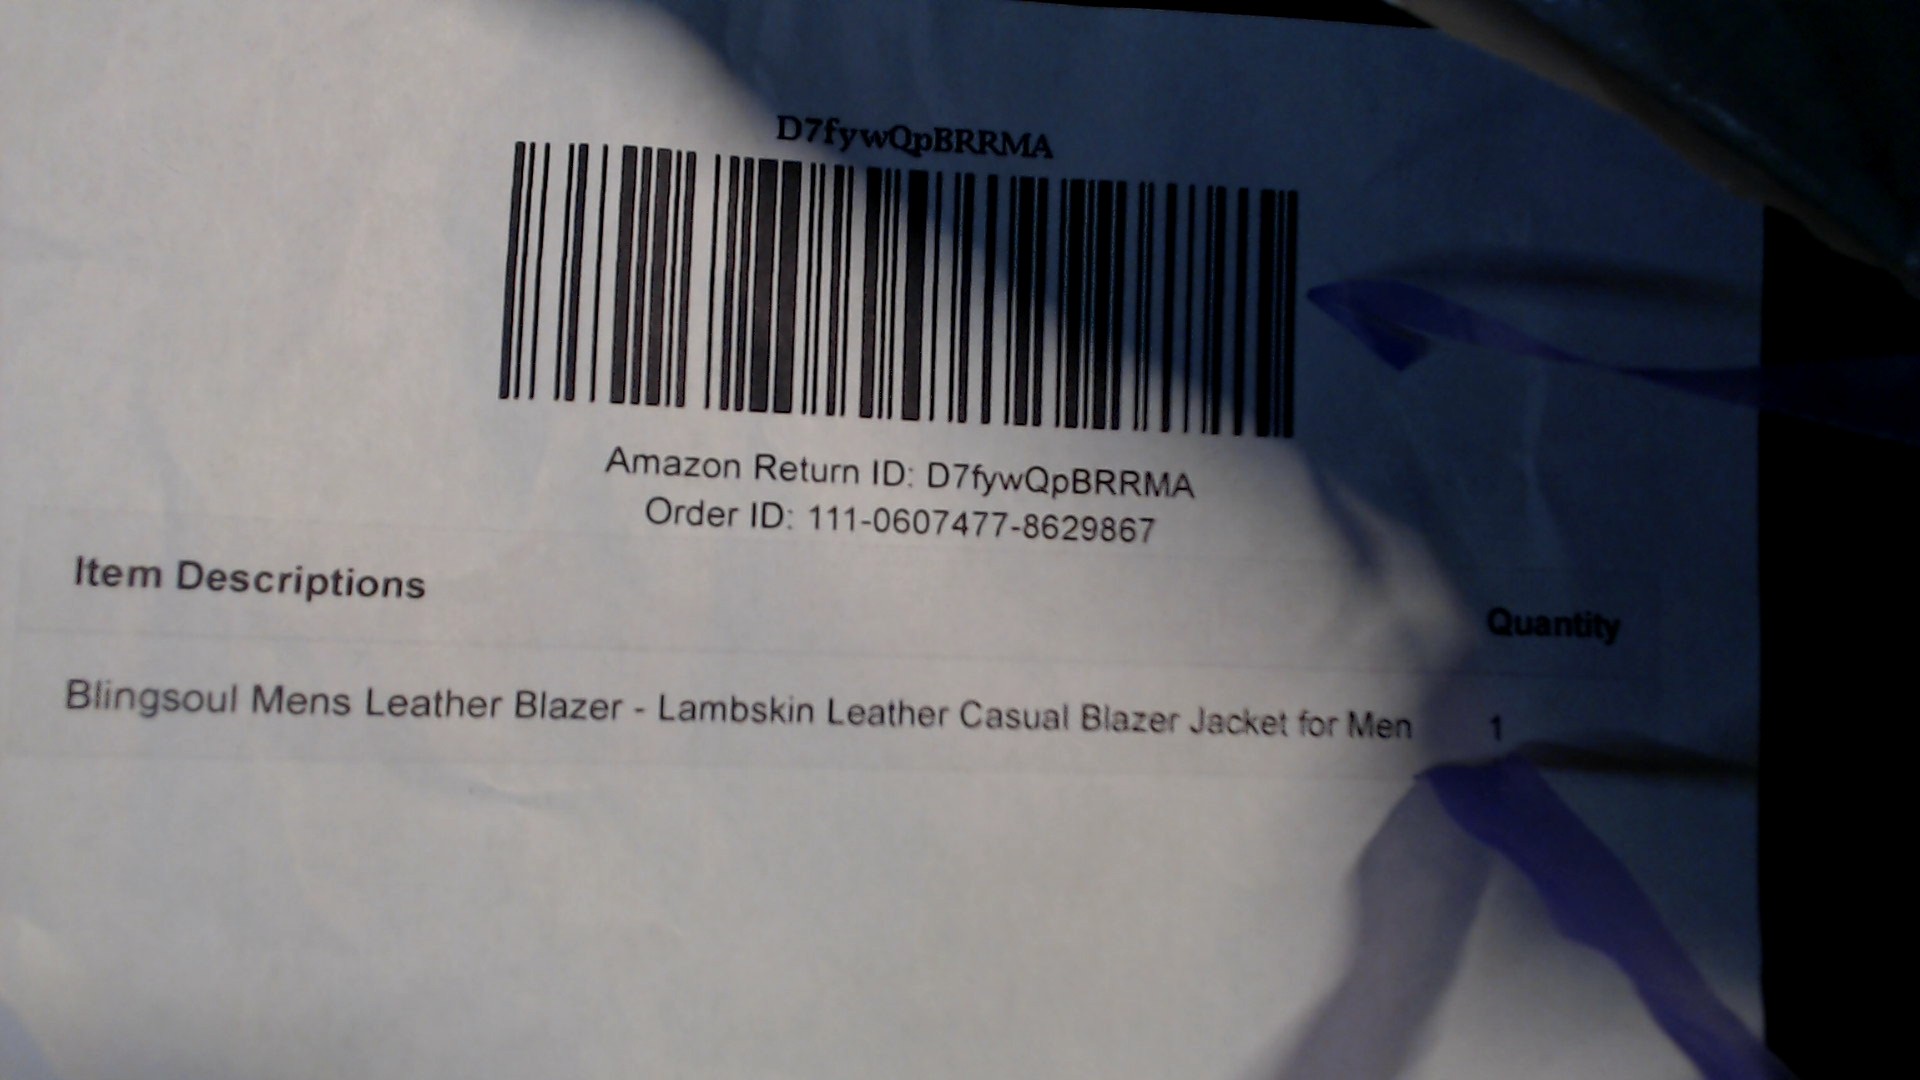 D7fywQpBRRMA
Amazon Return ID: D7fywQpBRRMA
Order ID: 111-0607477-8629867
Item Descriptions Quantity
Blingsoul Mens Leather Blazer - Lambskin Leather Casual Blazer Jacket for Men 1